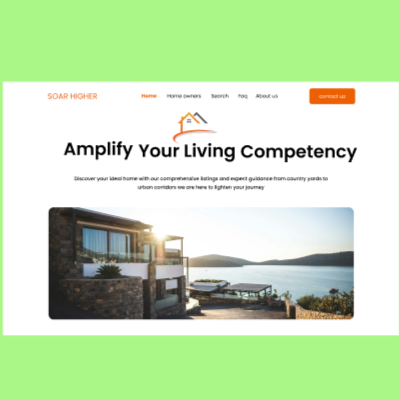 SOAR HIGHER
Home Home owners Search Faq About us
contact us
Amplify Your Living Competency
Discover your ideal home with our comprehensive listings and expert guidance from country yards to
urban corridors we are here to lighten your journey